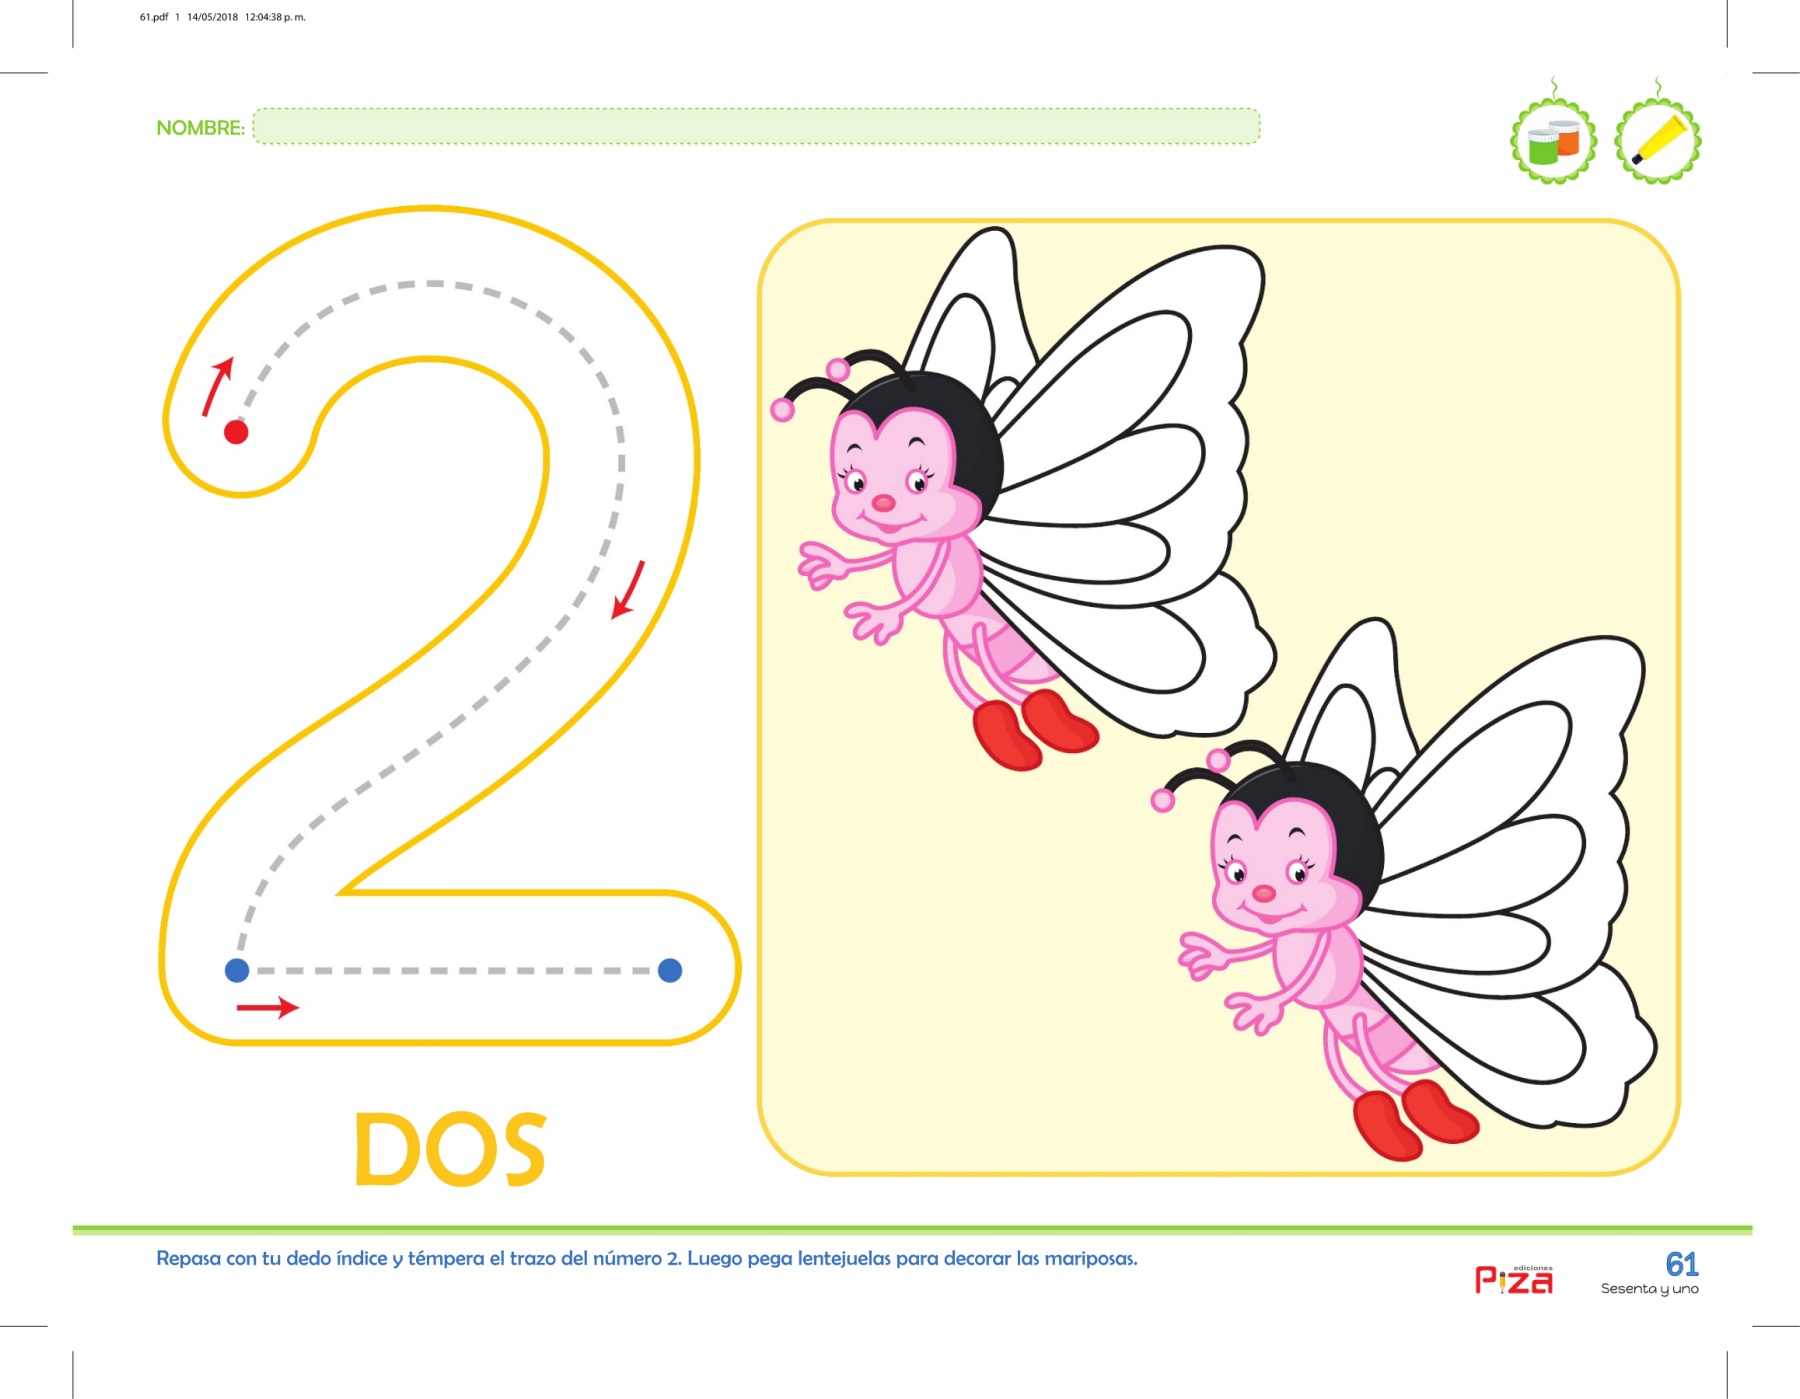 61.pdf 1 14/05/2018 12:04:38 p. m.
NOMBRE:
2
DOS
Repasa con tu dedo índice y témpera el trazo del número 2. Luego pega lentejuelas para decorar las mariposas.
ediciones
Piza
61
Sesenta y uno